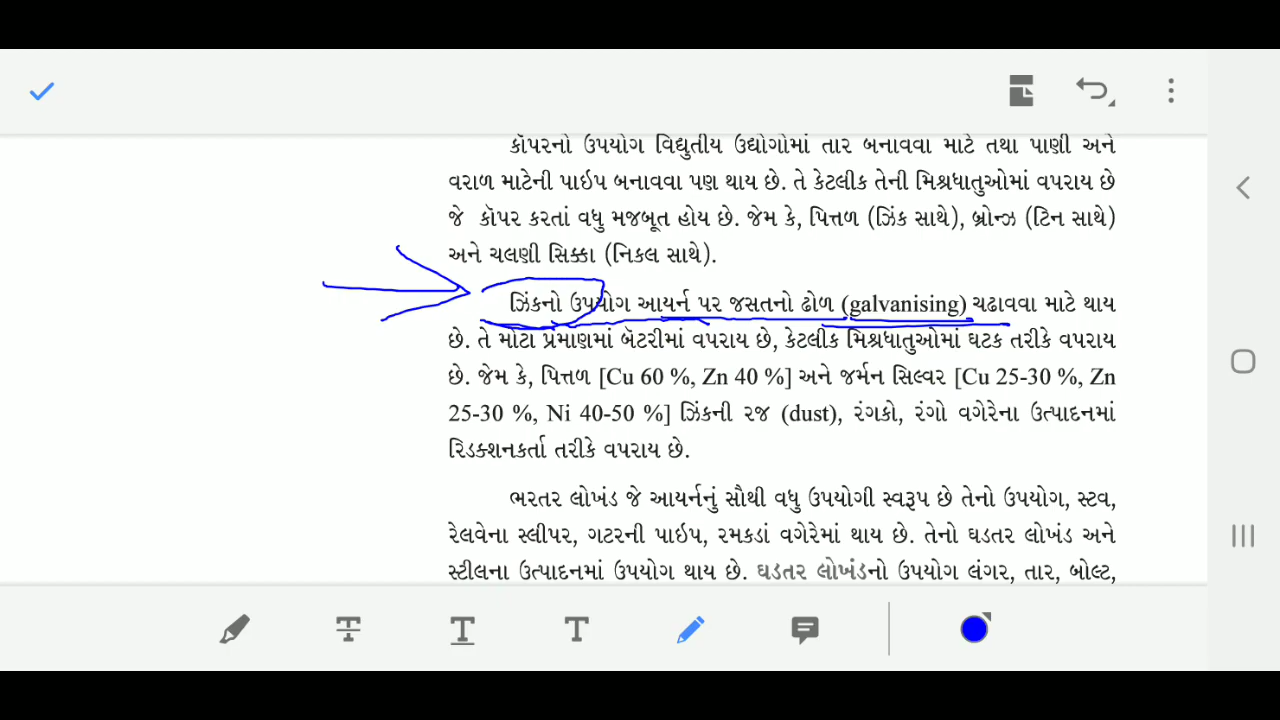 કૉપરનો ઉપયોગ વિદ્યુતીય ઉદ્યોગોમાં તાર બનાવવા માટે તથા પાણી અને
વરાળ માટેની પાઇપ બનાવવા પણ થાય છે. તે કેટલીક તેની મિશ્રધાતુઓમાં વપરાય છે
જે કૉપર કરતાં વધુ મજબૂત હોય છે. જેમ કે, પિત્તળ (ઝિંક સાથે), બ્રોન્ઝ (ટિન સાથે)
અને ચલણી સિક્કા (નિકલ સાથે).
ઝિંકનો ઉપયોગ આયર્ન પર જસતનો ઢોળ (galvanising) ચઢાવવા માટે થાય
છે. તે મોટા પ્રમાણમાં બૅટરીમાં વપરાય છે, કેટલીક મિશ્રધાતુઓમાં ઘટક તરીકે વપરાય
છે. જેમ કે, પિત્તળ [Cu 60 %, Zn 40 %] અને જર્મન સિલ્વર [Cu 25-30 %, Zn
25-30 %, Ni 40-50 %] ઝિંકની રજ (dust), રંગકો, રંગો વગેરેના ઉત્પાદનમાં
રિડક્શનકર્તા તરીકે વપરાય છે.
ભરતર લોખંડ જે આયર્નનું સૌથી વધુ ઉપયોગી સ્વરૂપ છે તેનો ઉપયોગ, સ્ટવ,
રેલવેના સ્લીપર, ગટરની પાઇપ, રમકડાં વગેરેમાં થાય છે. તેનો ઘડતર લોખંડ અને
સ્ટીલના ઉત્પાદનમાં ઉપયોગ થાય છે. ઘડતર લોખંડનો ઉપયોગ લંગર, તાર, બોલ્ટ,